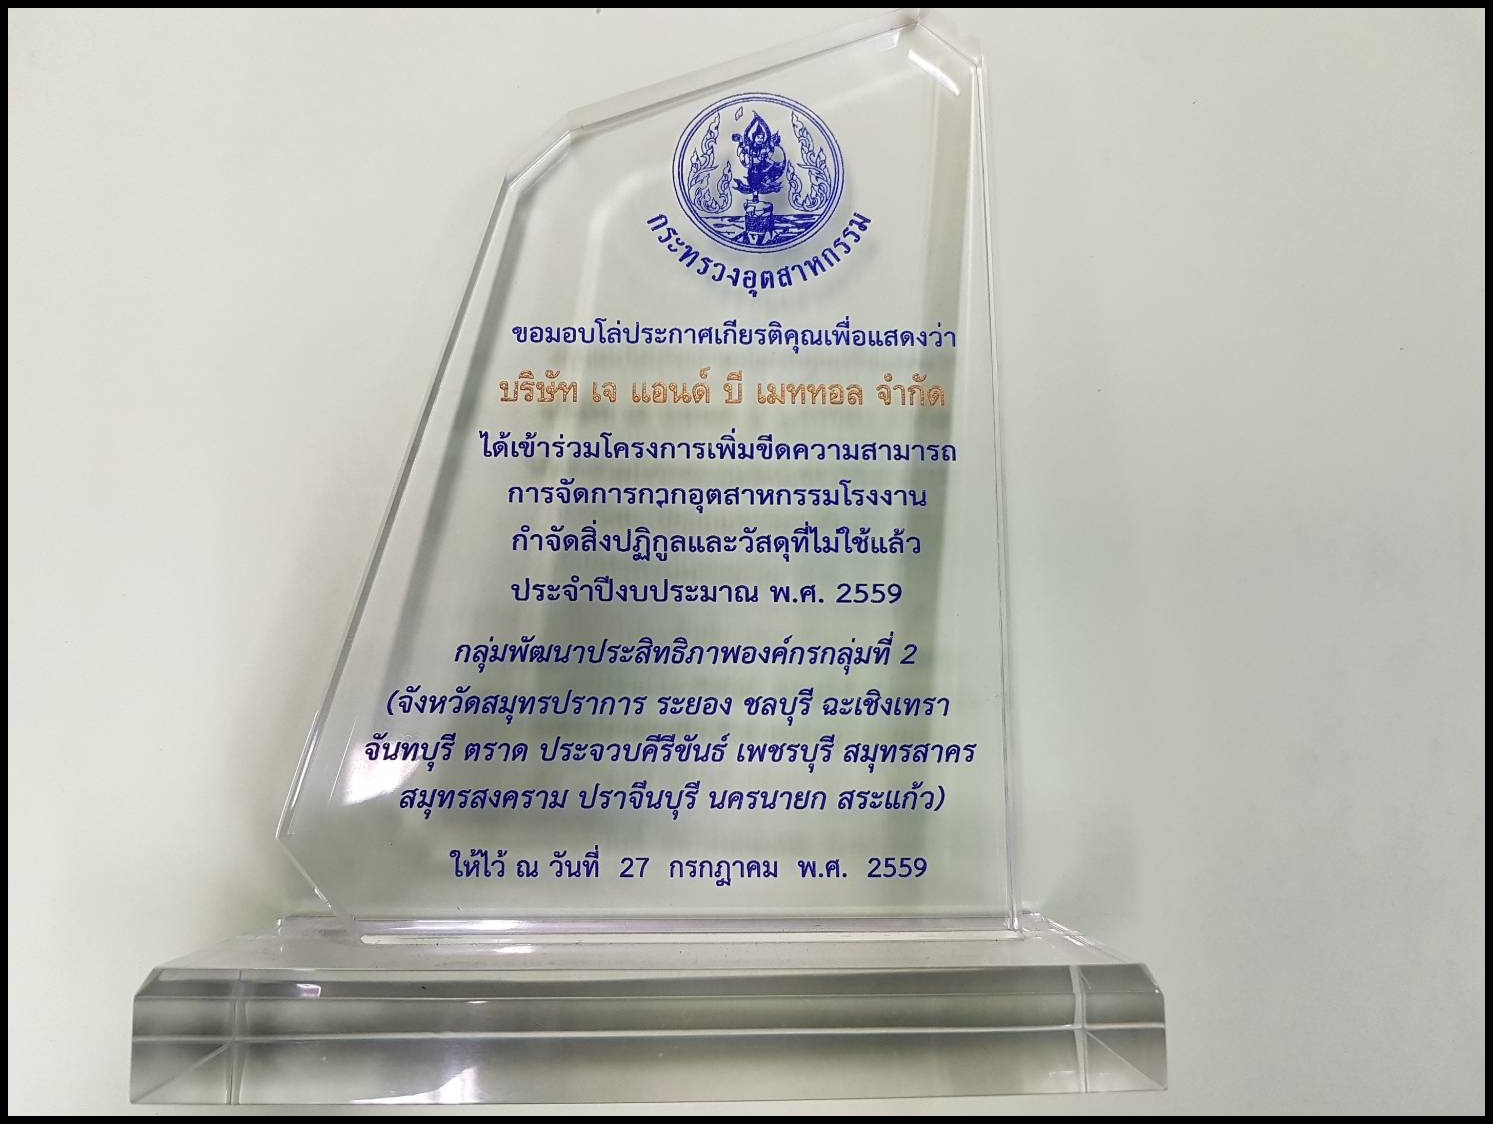 กระทรวงอุตสาหกรรม
ขอมอบโล่ประกาศเกียรติคุณเพื่อแสดงว่า
บริษัท เจ แอนด์ บี เมททอล จำกัด
ได้เข้าร่วมโครงการเพิ่มขีดความสามารถ
การจัดการกากอุตสาหกรรมโรงงาน
กำจัดสิ่งปฏิกูลและวัสดุที่ไม่ใช้แล้ว
ประจำปีงบประมาณ พ.ศ. 2559
กลุ่มพัฒนาประสิทธิภาพองค์กรกลุ่มที่ 2
(จังหวัดสมุทรปราการ ระยอง ชลบุรี ฉะเชิงเทรา
จันทบุรี ตราด ประจวบคีรีขันธ์ เพชรบุรี สมุทรสาคร
สมุทรสงคราม ปราจีนบุรี นครนายก สระแก้ว)
ให้ไว้ ณ วันที่ 27 กรกฎาคม พ.ศ. 2559